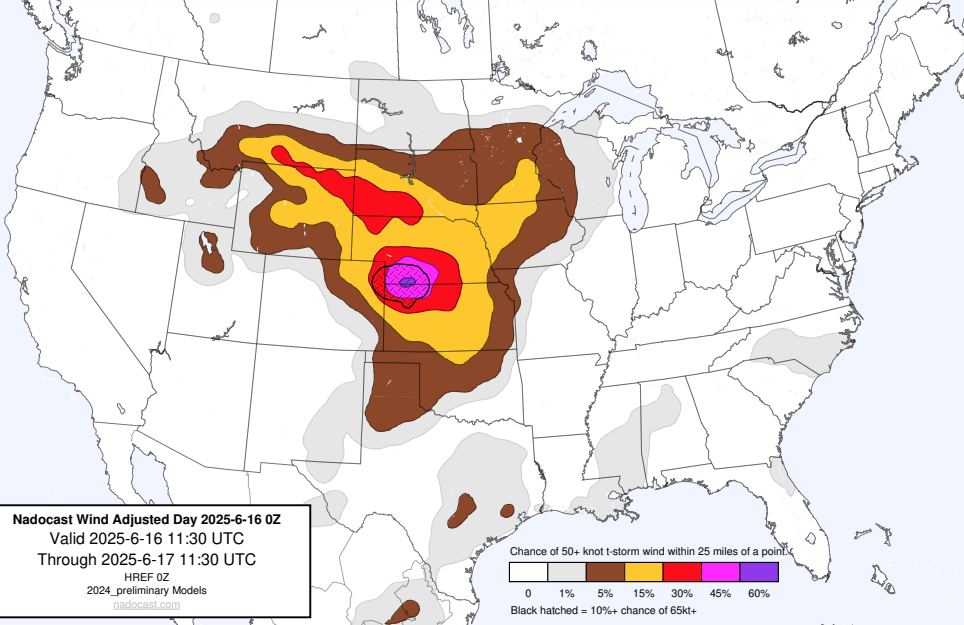 Nadocast Wind Adjusted Day 2025-6-16 0Z
Valid 2025-6-16 11:30 UTC
Through 2025-6-17 11:30 UTC
HREF 0Z
2024_preliminary Models
nadocast.com
Chance of 50+ knot t-storm wind within 25 miles of a point.
0 1% 5% 15% 30% 45% 60%
Black hatched = 10%+ chance of 65kt+